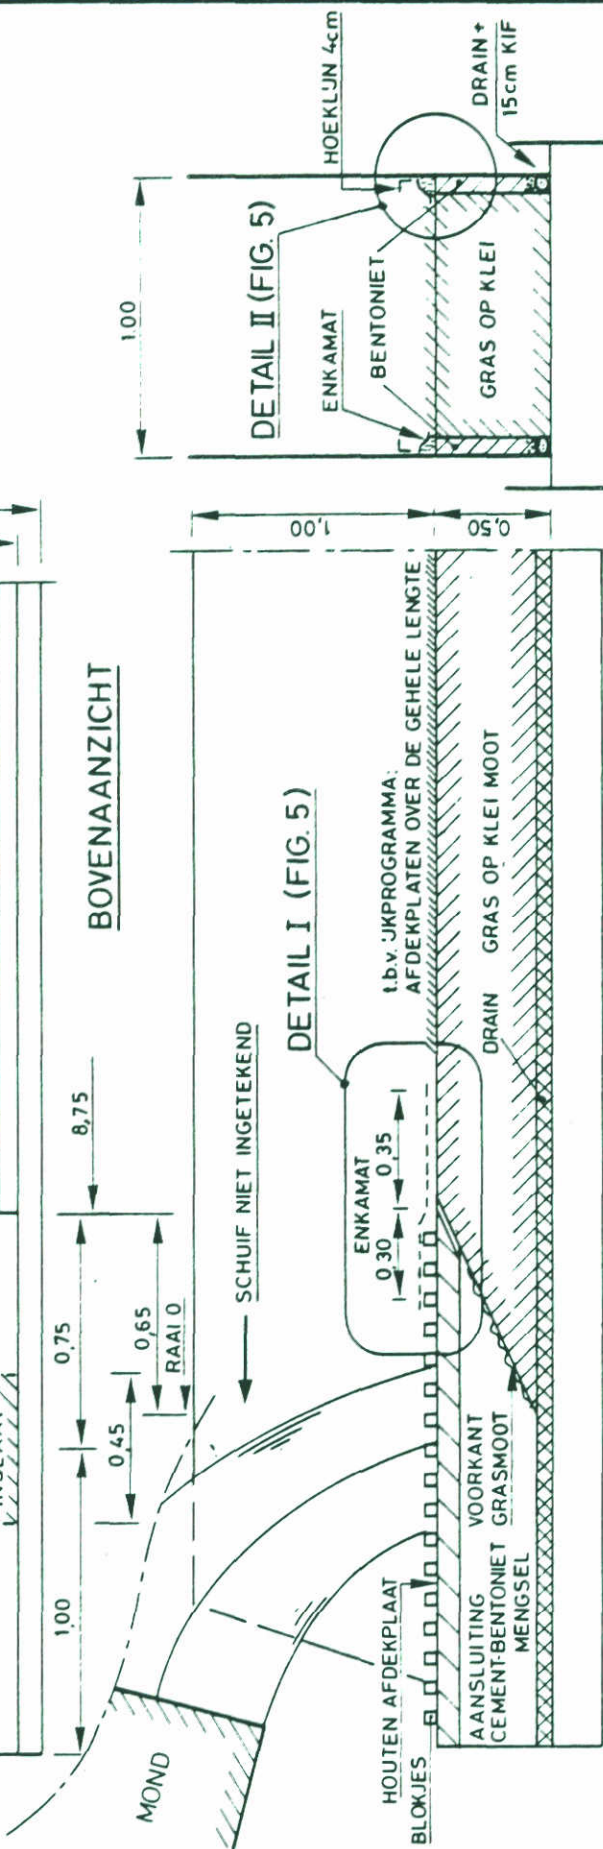 BOVENAANZICHT
1,00
0,75
8,75
0,45
0,65
RAAI 0
SCHUIF NIET INGETEKEND
MOND
DETAIL I (FIG. 5)
ENKAMAT
0,30
0,35
t.b.v. IJKPROGRAMMA:
AFDEKPLATEN OVER DE GEHELE LENGTE
HOUTEN AFDEKPLAAT
BLOKJES
AANSLUITING
CEMENT-BENTONIET
MENGSEL
VOORKANT
GRASMOOT
DRAIN
GRAS OP KLEI MOOT
1,00
0,50
1.00
DETAIL II (FIG. 5)
HOEKLIJN 4cm
ENKAMAT
BENTONIET
GRAS OP KLEI
DRAIN+
15cm KIF